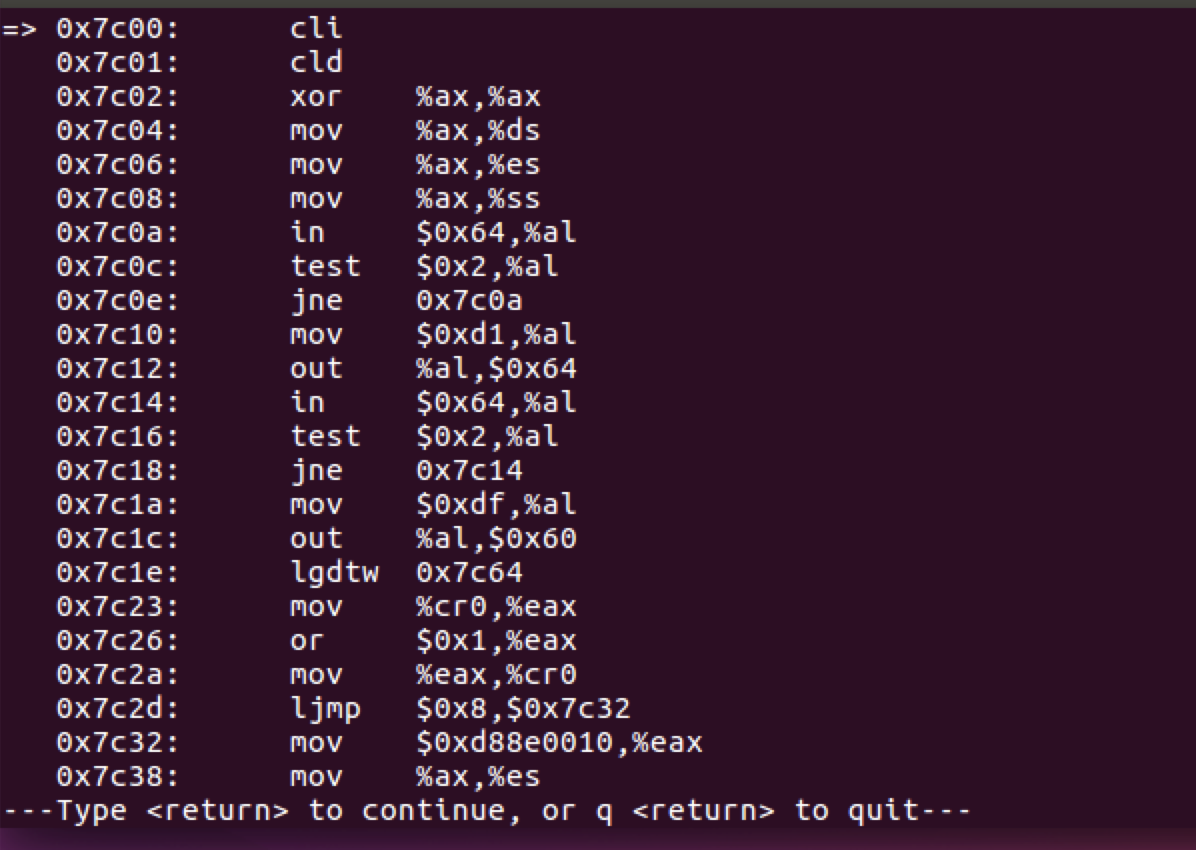 => 0x7c00:      cli
   0x7c01:      cld
   0x7c02:      xor    %ax,%ax
   0x7c04:      mov    %ax,%ds
   0x7c06:      mov    %ax,%es
   0x7c08:      mov    %ax,%ss
   0x7c0a:      in     $0x64,%al
   0x7c0c:      test   $0x2,%al
   0x7c0e:      jne    0x7c0a
   0x7c10:      mov    $0xd1,%al
   0x7c12:      out    %al,$0x64
   0x7c14:      in     $0x64,%al
   0x7c16:      test   $0x2,%al
   0x7c18:      jne    0x7c14
   0x7c1a:      mov    $0xdf,%al
   0x7c1c:      out    %al,$0x60
   0x7c1e:      lgdtw  0x7c64
   0x7c23:      mov    %cr0,%eax
   0x7c26:      or     $0x1,%eax
   0x7c2a:      mov    %eax,%cr0
   0x7c2d:      ljmp   $0x8,$0x7c32
   0x7c32:      mov    $0xd88e0010,%eax
   0x7c38:      mov    %ax,%es
---Type <return> to continue, or q <return> to quit---